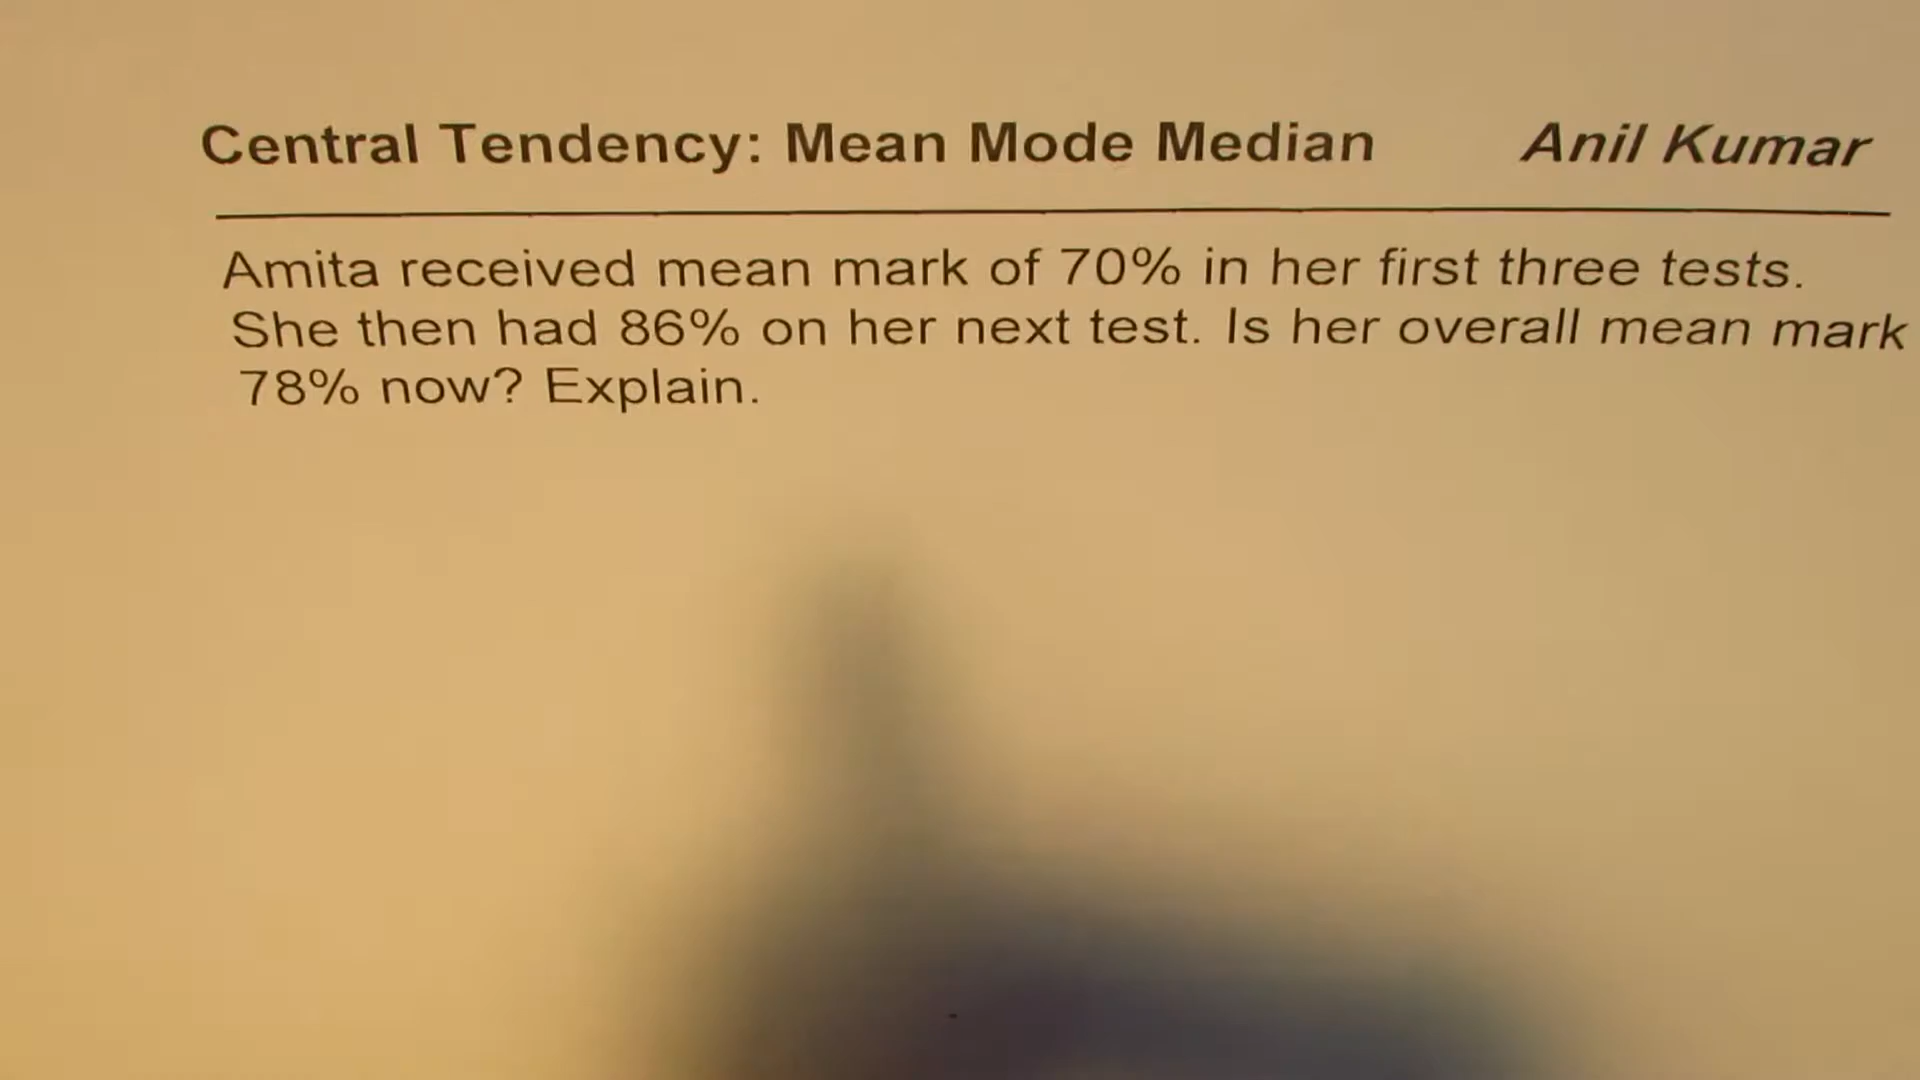 Central Tendency: Mean Mode Median Anil Kumar
Amita received mean mark of 70% in her first three tests.
She then had 86% on her next test. Is her overall mean mark
78% now? Explain.